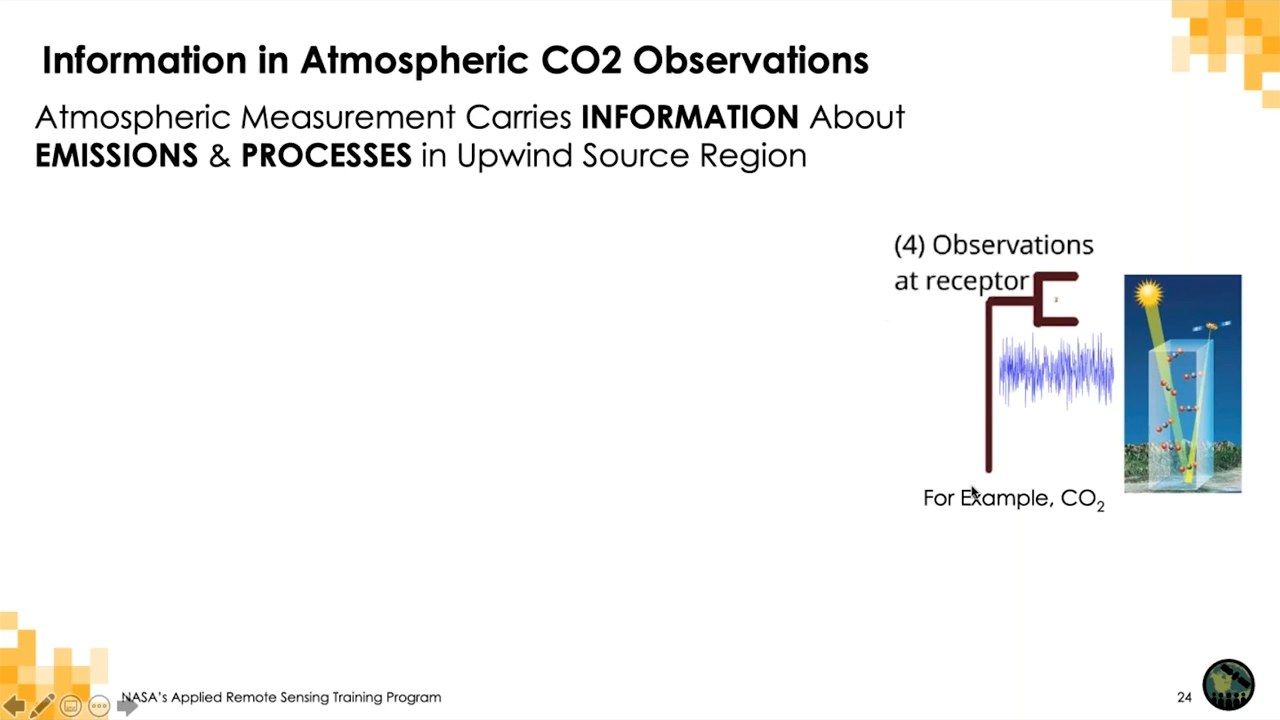 Information in Atmospheric CO2 Observations
Atmospheric Measurement Carries INFORMATION About
EMISSIONS & PROCESSES in Upwind Source Region
(4) Observations
at receptor
For Example, CO₂
NASA's Applied Remote Sensing Training Program
24